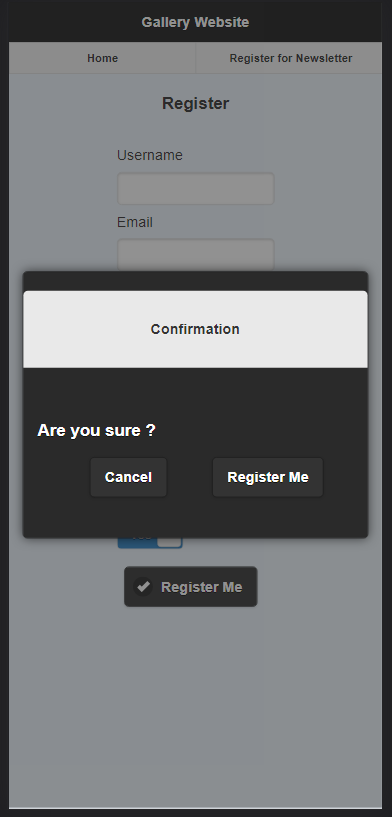 Gallery Website
Home Register for Newsletter
Register
Username
Email
Confirmation
Are you sure ?
Cancel Register Me
Register Me